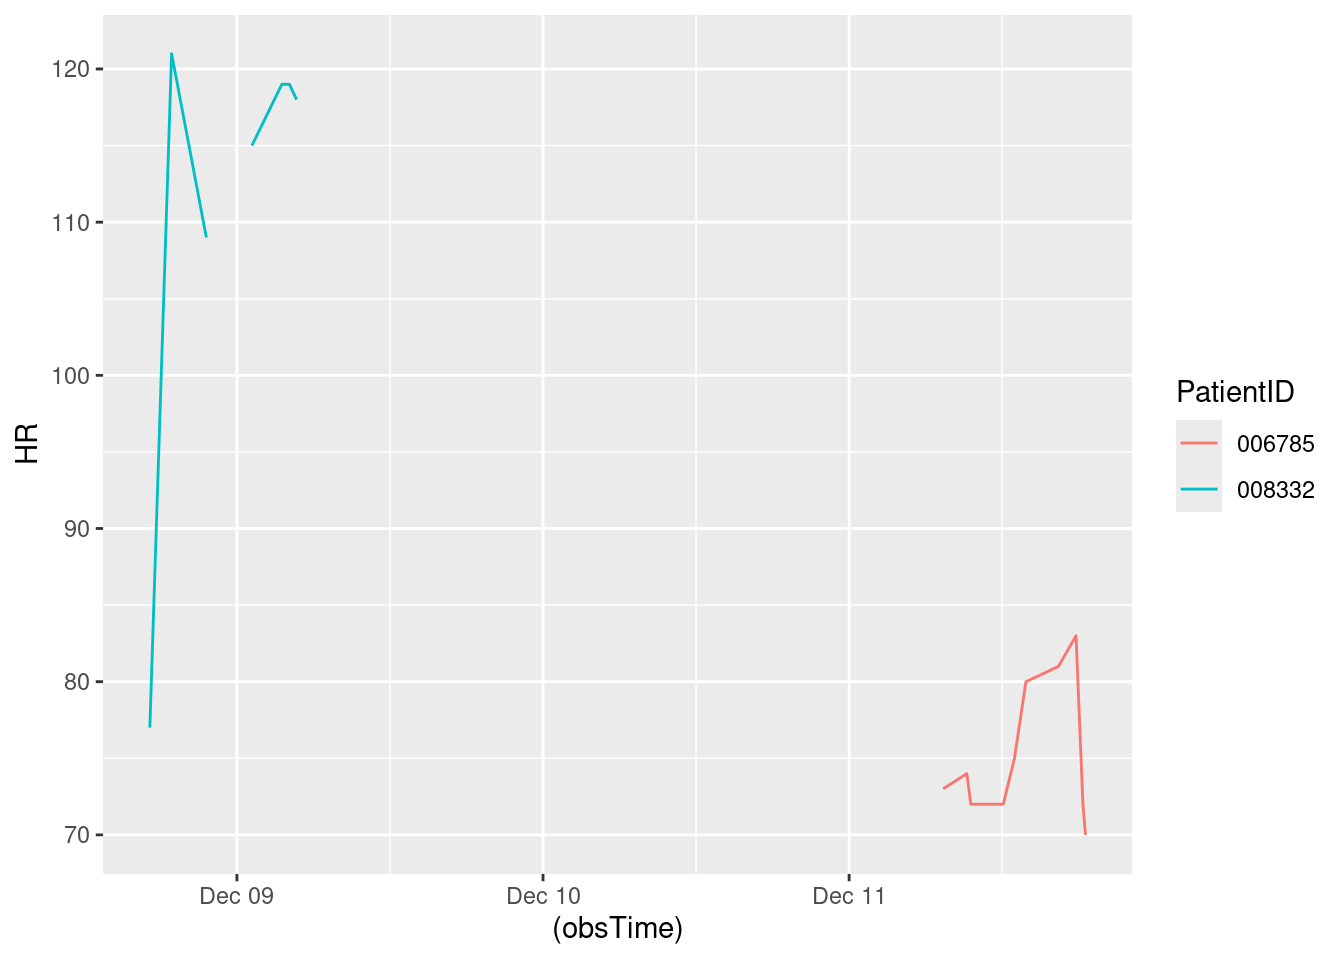 120
110
100
90
80
70
HR
Dec 09
Dec 10
Dec 11
(obsTime)
PatientID
006785
008332